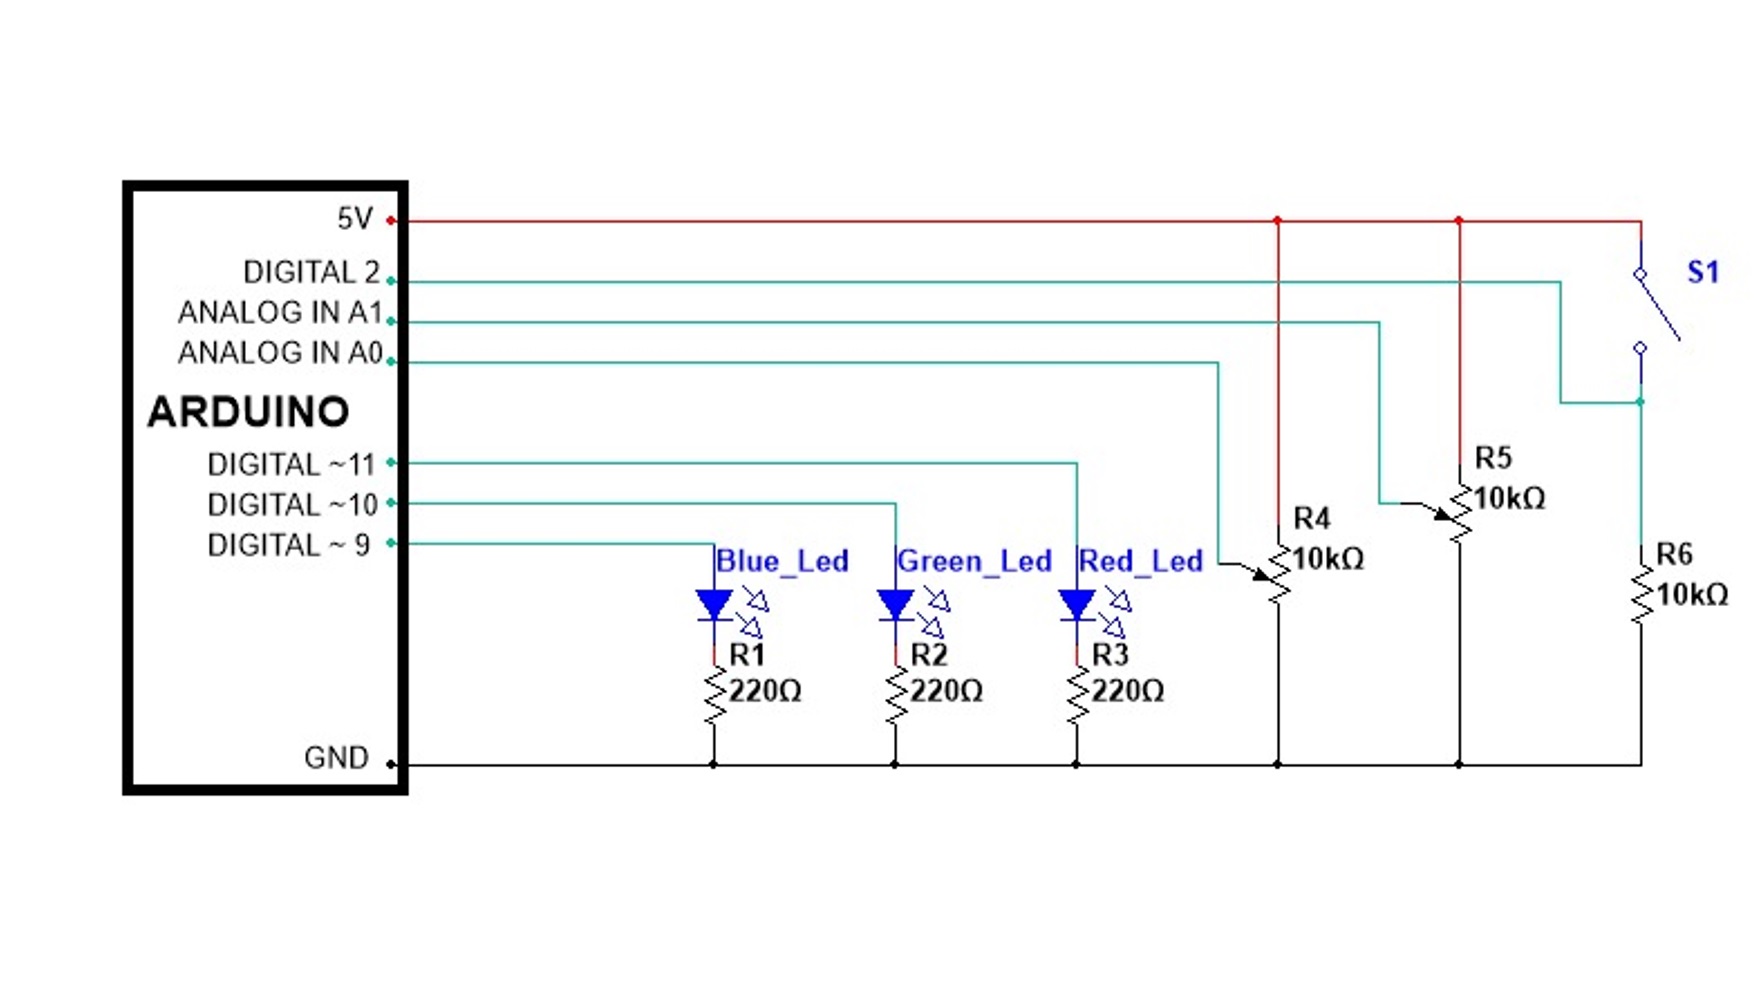 5V
DIGITAL 2
S1
ANALOG IN A1
ANALOG IN A0
ARDUINO
DIGITAL ~11
DIGITAL ~10
DIGITAL ~ 9
Blue_Led
Green_Led
Red_Led
R4
10kΩ
R5
10kΩ
R6
10kΩ
R1
220Ω
R2
220Ω
R3
220Ω
GND